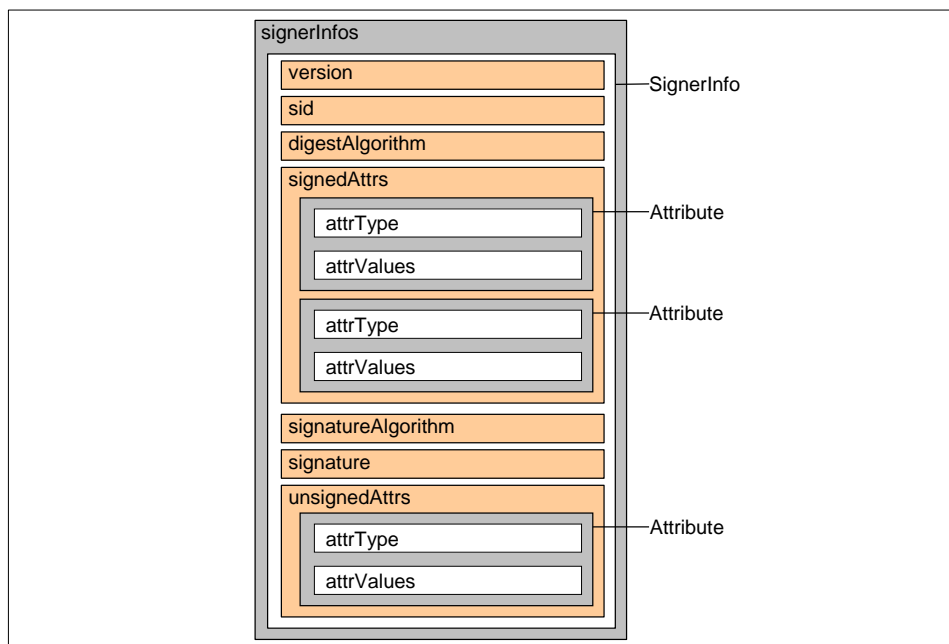 signerInfos
version
SignerInfo
sid
digestAlgorithm
signedAttrs
attrType
Attribute
attrValues
attrType
Attribute
attrValues
signatureAlgorithm
signature
unsignedAttrs
attrType
Attribute
attrValues